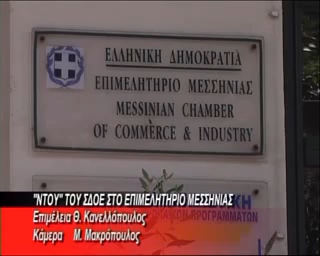 ΕΛΛΗΝΙΚΗ ΔΗΜΟΚΡΑΤΙΑ
ΕΠΙΜΕΛΗΤΗΡΙΟ ΜΕΣΣΗΝΙΑΣ
MESSINIAN CHAMBER
OF COMMERCE & INDUSTRY
"ΝΤΟΥ" ΤΟΥ ΣΔΟΕ ΣΤΟ ΕΠΙΜΕΛΗΤΗΡΙΟ ΜΕΣΣΗΝΙΑΣ
Επιμέλεια Θ. Κανελλόπουλος
ΠΡΟΓΡΑΜΜΑΤΩΝ
Κάμερα Μ. Μακρόπουλος